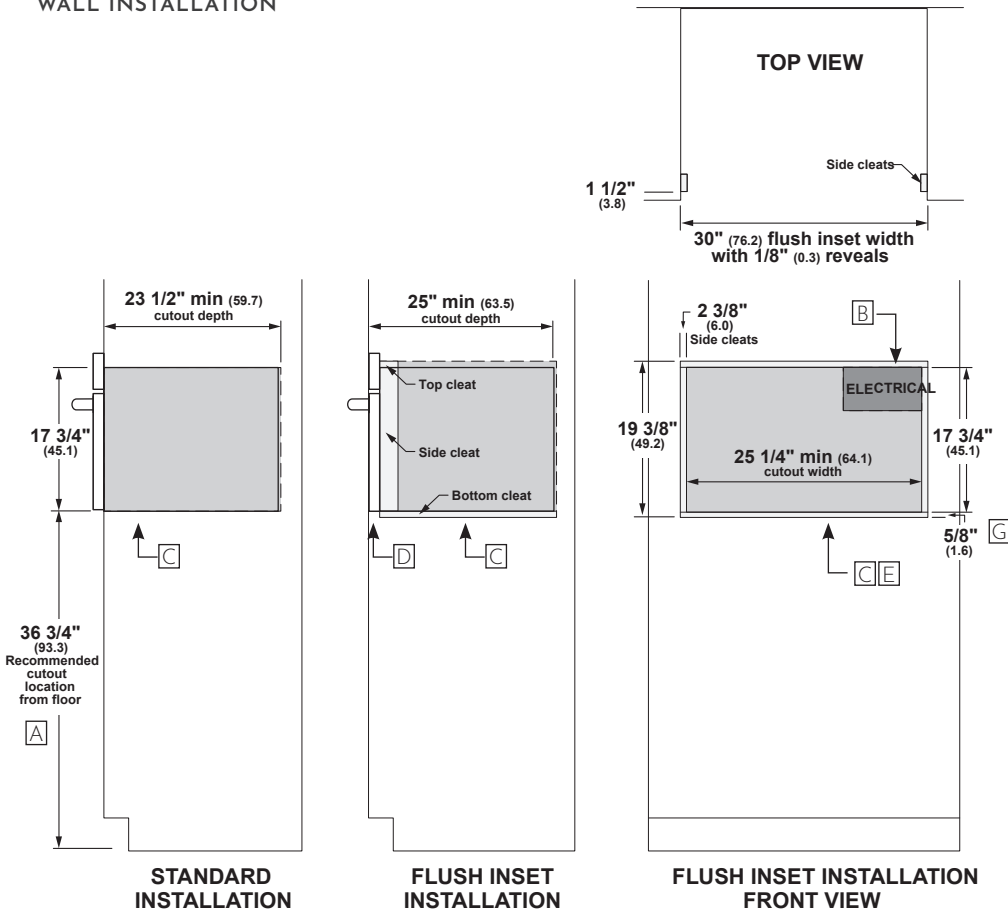 WALL INSTALLATION
TOP VIEW
Side cleats
1 1/2"
(3.8)
30" (76.2) flush inset width
with 1/8" (0.3) reveals
23 1/2" min (59.7)
cutout depth
17 3/4"
(45.1)
C
36 3/4"
(93.3)
Recommended
cutout
location
from floor
A
STANDARD
INSTALLATION
25" min (63.5)
cutout depth
Top cleat
Side cleat
Bottom cleat
D
C
FLUSH INSET
INSTALLATION
2 3/8"
(6.0)
Side cleats
B
ELECTRICAL
19 3/8"
(49.2)
25 1/4" min (64.1)
cutout width
17 3/4"
(45.1)
5/8"
(1.6)
G
C E
FLUSH INSET INSTALLATION
FRONT VIEW